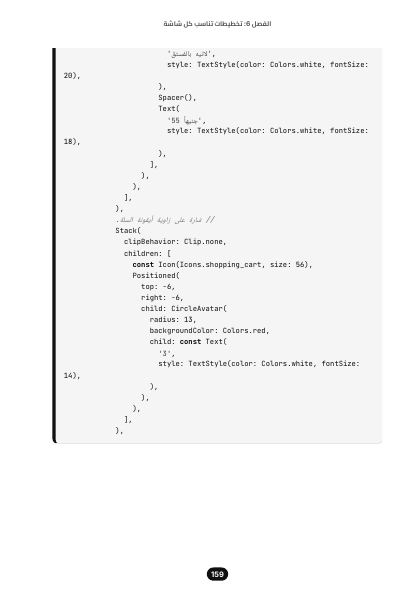 الفصل 6: تخطيطات تناسب كل شاشة
'لاتيه بالفستق',
style: TextStyle(color: Colors.white, fontSize:
20),
),
Spacer(),
Text(
'55 جنيهاً',
style: TextStyle(color: Colors.white, fontSize:
18),
),
],
),
),
],
),
// شارة على زاوية أيقونة السلة.
Stack(
clipBehavior: Clip.none,
children: [
const Icon(Icons.shopping_cart, size: 56),
Positioned(
top: -6,
right: -6,
child: CircleAvatar(
radius: 13,
backgroundColor: Colors.red,
child: const Text(
'3',
style: TextStyle(color: Colors.white, fontSize:
14),
),
),
),
],
),
159